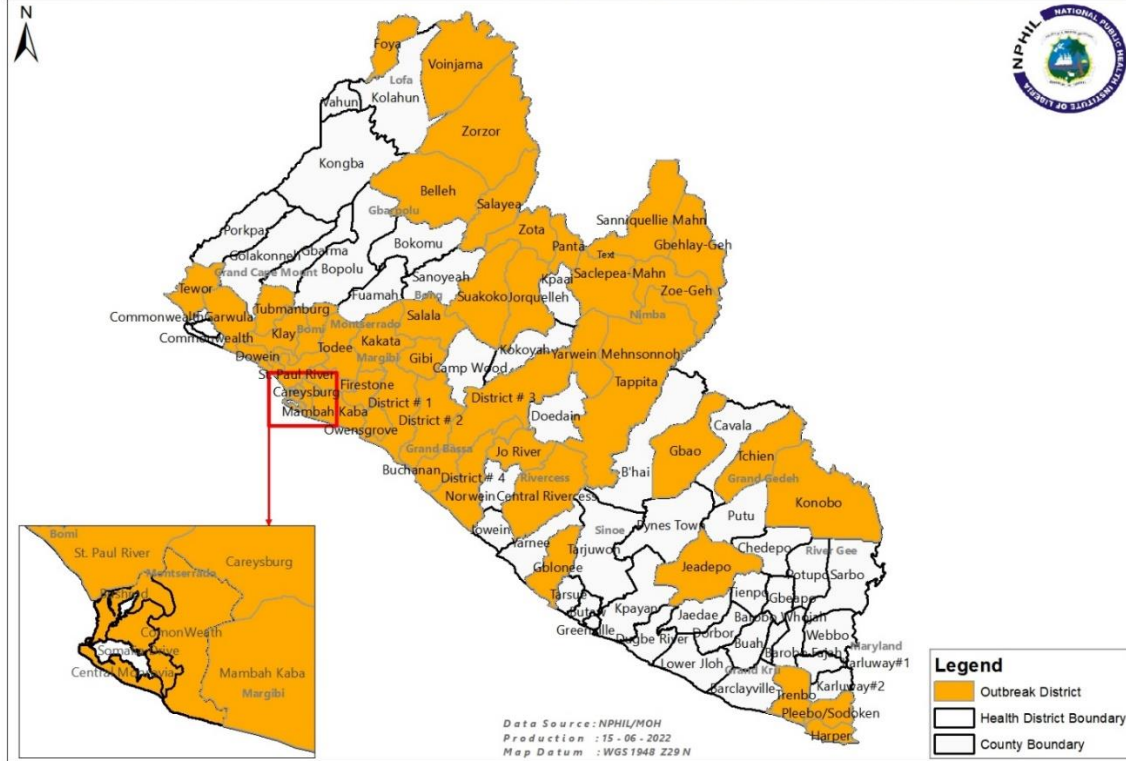 N
NPHIL
NATIONAL PUBLIC HEALTH
INSTITUTE OF LIBERIA
Foya
Voinjama
Lofa
Kolahun
Vahun
Zorzor
Kongba
Belleh
Salayea
Gbarpolu
Sanniquellie Mahn
Porkpa
Zota
Gbehlay-Geh
Bokomu
Panta
Golakonneh
Gbarma
Text
Saclepea-Mahn
Grand Cape Mount
Bopolu
Sanoyeah
Kpaai
Tewor
Fuamah
Bong
Suakoko
Jorquelleh
Zoe-Geh
Commonwealth
Garwula
Tubmanburg
Salala
Nimba
Commonwealth
Klay
Bomi
Montserrado
Kakata
Dowein
Todee
Margibi
Gibi
Kokoyah
Yarwein Mehnsonnoh
St. Paul River
Camp Wood
Careysburg
Firestone
Tappita
Mambah Kaba
District # 1
District # 3
Owensgrove
District # 2
Doedain
Cavala
Grand Bassa
Jo River
Gbao
Tchien
Buchanan
District # 4
Rivercess
B'hai
Grand Gedeh
Norwein
Central Rivercess
Konobo
Jowein
Sinoe
Pynes Town
Putu
Yarnee
Tarjuwon
Chedepo
River Gee
Gblonee
Jeadepo
Potupo
Sarbo
Tarsue
Tienpo
Gbeapo
Butaw
Kpayan
Jaedae
Barobo Whojah
Greenville
Dugbe River
Dorbor
Buah
Webbo
Lower Jloh
Barobo Fajah
Maryland
Karluway#1
Grand Kru
Barclayville
Trenbo
Karluway#2
Pleebo/Sodoken
Harper
Bomi
St. Paul River
Careysburg
Montserrado
Bushrod
ComonWeath
Somalia Drive
Central Monrovia
Mambah Kaba
Margibi
Data Source: NPHIL/MOH
Production : 15 - 06 - 2022
Map Datum : WGS 1948 Z29 N
Legend
Outbreak District
Health District Boundary
County Boundary